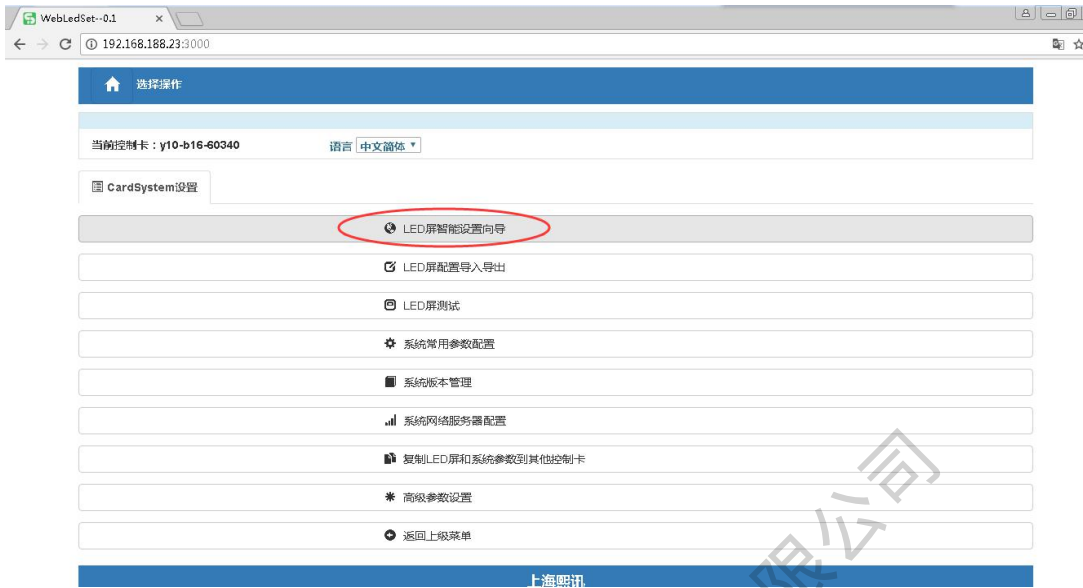 WebLedSet--0.1
192.168.188.23:3000
选择操作
当前控制卡：y10-b16-60340 语言 中文简体
CardSystem设置
LED屏智能设置向导
LED屏配置导入导出
LED屏测试
系统常用参数配置
系统版本管理
系统网络服务器配置
复制LED屏和系统参数到其他控制卡
高级参数设置
返回上级菜单
上海熙讯
限公司